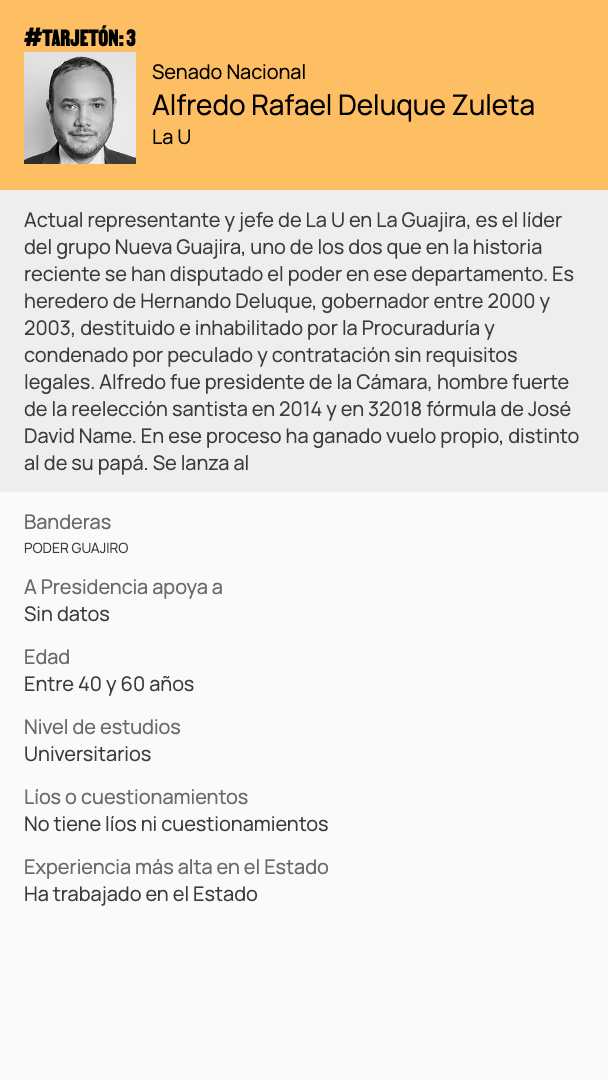 #TARJETÓN: 3
Senado Nacional
Alfredo Rafael Deluque Zuleta
La U
Actual representante y jefe de La U en La Guajira, es el líder
del grupo Nueva Guajira, uno de los dos que en la historia
reciente se han disputado el poder en ese departamento. Es
heredero de Hernando Deluque, gobernador entre 2000 y
2003, destituido e inhabilitado por la Procuraduría y
condenado por peculado y contratación sin requisitos
legales. Alfredo fue presidente de la Cámara, hombre fuerte
de la reelección santista en 2014 y en 32018 fórmula de José
David Name. En ese proceso ha ganado vuelo propio, distinto
al de su papá. Se lanza al
Banderas
PODER GUAJIRO
A Presidencia apoya a
Sin datos
Edad
Entre 40 y 60 años
Nivel de estudios
Universitarios
Líos o cuestionamientos
No tiene líos ni cuestionamientos
Experiencia más alta en el Estado
Ha trabajado en el Estado